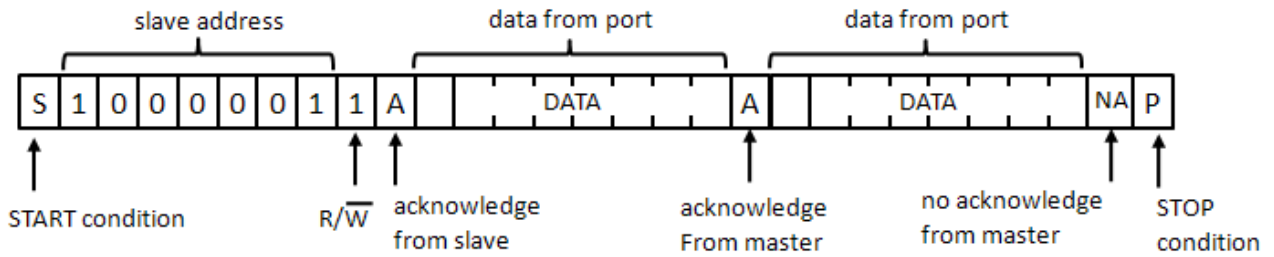 slave address data from port data from port
S 1 0 0 0 0 0 1 1 A DATA A DATA NA P
START condition R/W̅ acknowledge from slave acknowledge From master no acknowledge from master STOP condition